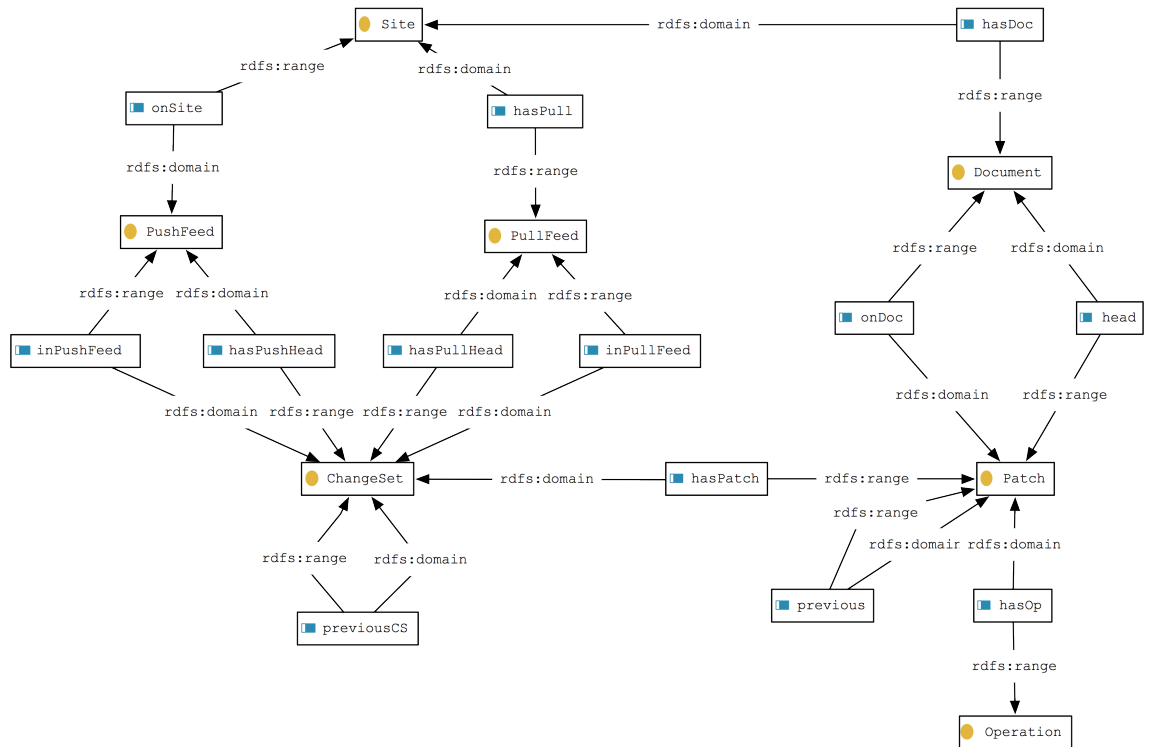 Site
rdfs:domain
hasDoc
rdfs:range
rdfs:domain
onSite
hasPull
rdfs:range
rdfs:domain
rdfs:range
Document
PushFeed
PullFeed
rdfs:range
rdfs:domain
rdfs:range
rdfs:domain
rdfs:domain
rdfs:range
inPushFeed
hasPushHead
hasPullHead
inPullFeed
onDoc
head
rdfs:domain
rdfs:range
rdfs:range
rdfs:domain
rdfs:domain
rdfs:range
ChangeSet
rdfs:domain
hasPatch
rdfs:range
Patch
rdfs:range
rdfs:range
rdfs:domain
rdfs:domain
rdfs:domain
previousCS
previous
hasOp
rdfs:range
Operation